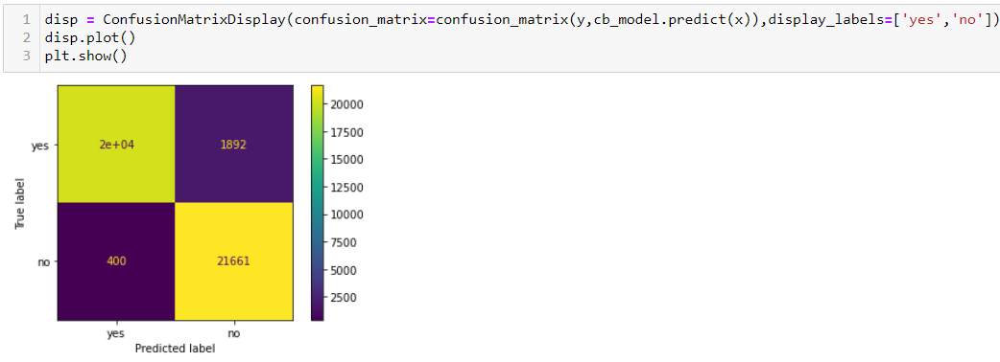 1 disp = ConfusionMatrixDisplay(confusion_matrix=confusion_matrix(y,cb_model.predict(x)),display_labels=['yes','no'])
2 disp.plot()
3 plt.show()
20000
17500
15000
12500
10000
7500
5000
2500
True label
yes 2e+04 1892
no 400 21661
yes no
Predicted label